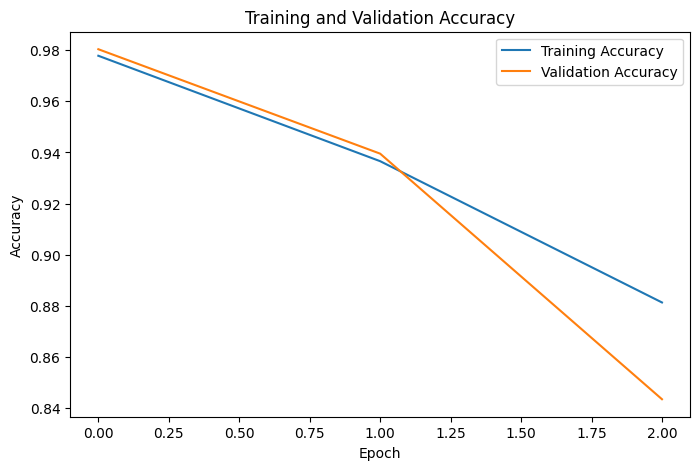 Training and Validation Accuracy
Training Accuracy
Validation Accuracy
0.98
0.96
0.94
0.92
0.90
0.88
0.86
0.84
Accuracy
0.00 0.25 0.50 0.75 1.00 1.25 1.50 1.75 2.00
Epoch